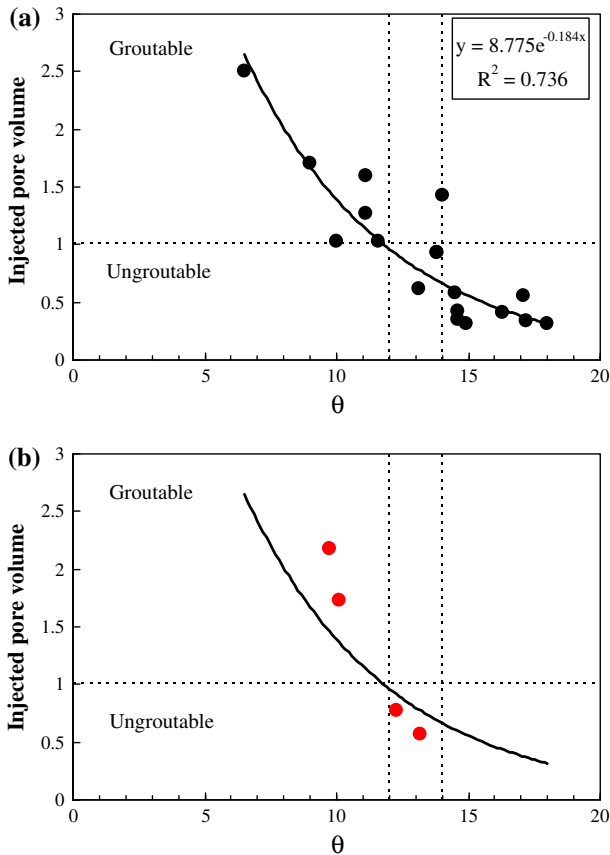 (a)
3
2.5
2
1.5
1
0.5
0
Injected pore volume
Groutable
Ungroutable
y = 8.775e^-0.184x
R^2 = 0.736
0 5 10 15 20
θ
(b)
3
2.5
2
1.5
1
0.5
0
Injected pore volume
Groutable
Ungroutable
0 5 10 15 20
θ